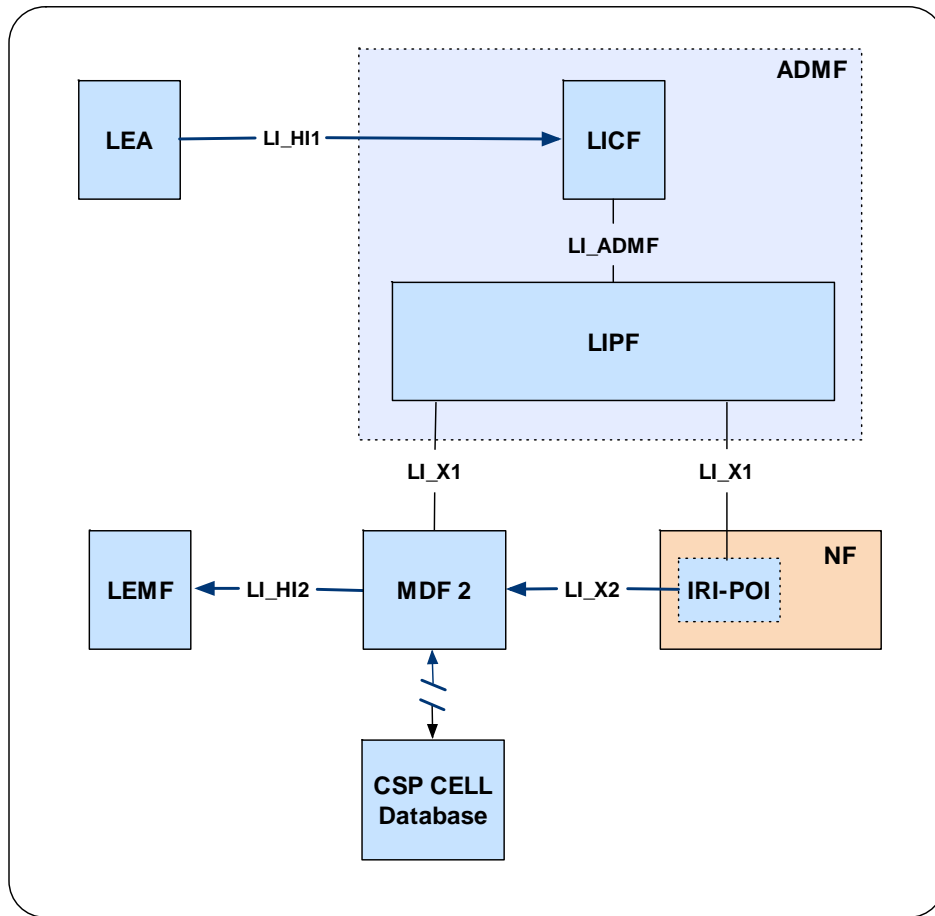 ADMF
LEA
LI_HI1
LICF
LI_ADMF
LIPF
LI_X1
LI_X1
NF
LEMF
LI_HI2
MDF 2
LI_X2
IRI-POI
CSP CELL
Database